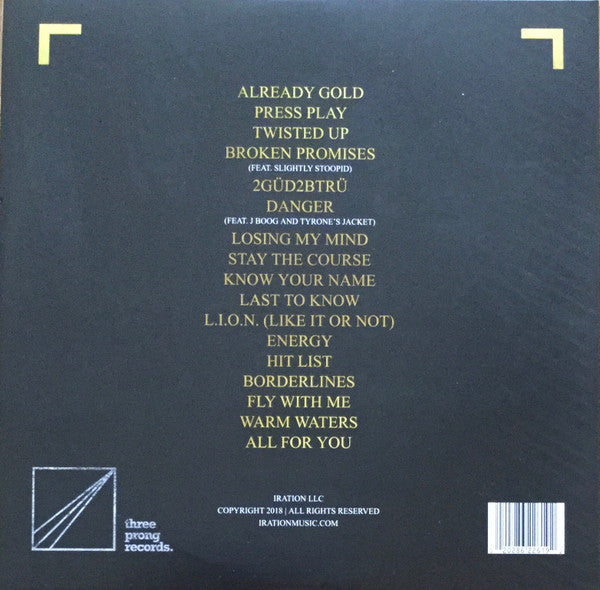 ALREADY GOLD
PRESS PLAY
TWISTED UP
BROKEN PROMISES
(FEAT. SLIGHTLY STOOPID)
2GÜD2BTRÜ
DANGER
(FEAT. J BOOG AND TYRONE'S JACKET)
LOSING MY MIND
STAY THE COURSE
KNOW YOUR NAME
LAST TO KNOW
L.I.O.N. (LIKE IT OR NOT)
ENERGY
HIT LIST
BORDERLINES
FLY WITH ME
WARM WATERS
ALL FOR YOU
three
prong
records.
IRATION LLC
COPYRIGHT 2018 | ALL RIGHTS RESERVED
IRATIONMUSIC.COM